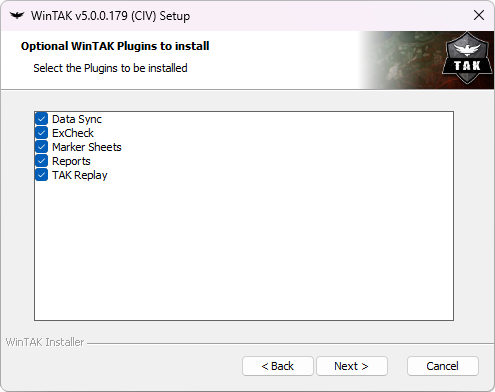 WinTAK v5.0.0.179 (CIV) Setup
Optional WinTAK Plugins to install
Select the Plugins to be installed
TAK
Data Sync
ExCheck
Marker Sheets
Reports
TAK Replay
WinTAK Installer
< Back
Next >
Cancel